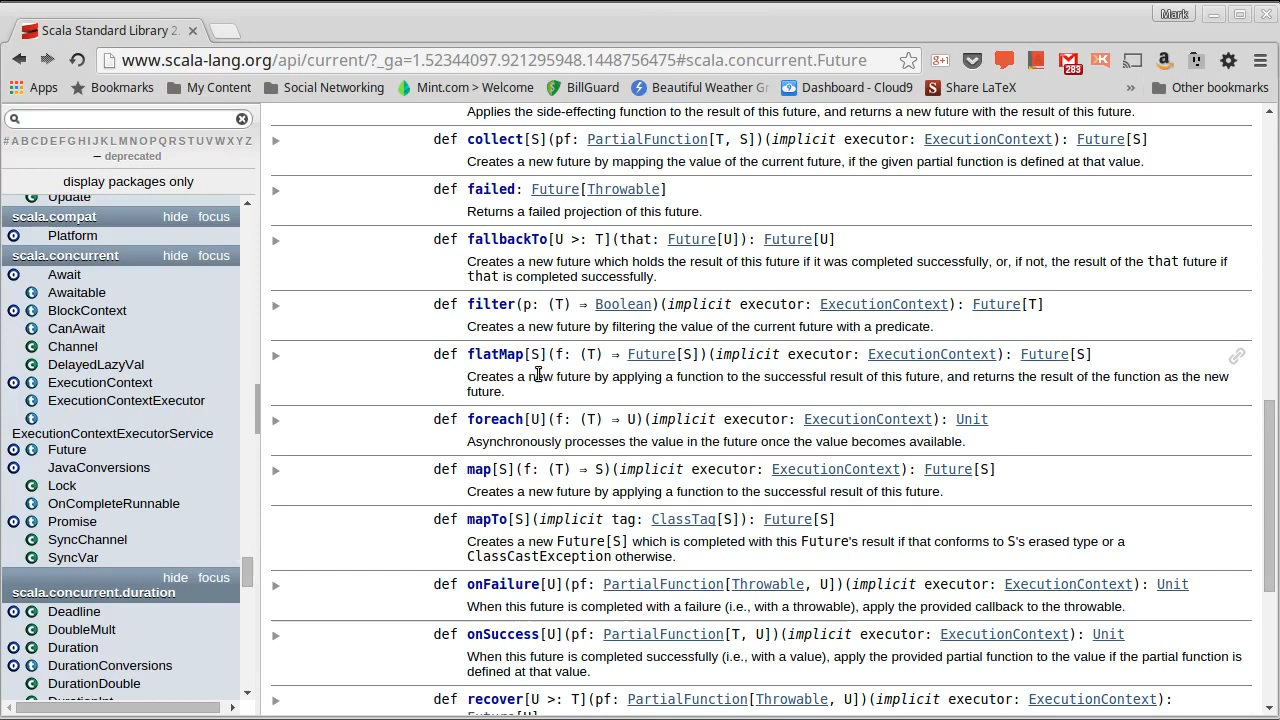 Mark
Scala Standard Library 2.
www.scala-lang.org/api/current/?_ga=1.52344097.921295948.1448756475#scala.concurrent.Future
283
Apps Bookmarks My Content Social Networking Mint.com > Welcome BillGuard Beautiful Weather Gr Dashboard - Cloud9 Share LaTeX » Other bookmarks
#ABCDEFGHIJKLMNOPQRSTUVWXYZ
– deprecated
display packages only
Update
scala.compat hide focus
Platform
scala.concurrent hide focus
Await
Awaitable
BlockContext
CanAwait
Channel
DelayedLazyVal
ExecutionContext
ExecutionContextExecutor
ExecutionContextExecutorService
Future
JavaConversions
Lock
OnCompleteRunnable
Promise
SyncChannel
SyncVar
hide focus
scala.concurrent.duration
Deadline
DoubleMult
Duration
DurationConversions
DurationDouble
DurationInt
Applies the side-effecting function to the result of this future, and returns a new future with the result of this future.
def collect[S](pf: PartialFunction[T, S])(implicit executor: ExecutionContext): Future[S]
Creates a new future by mapping the value of the current future, if the given partial function is defined at that value.
def failed: Future[Throwable]
Returns a failed projection of this future.
def fallbackTo[U >: T](that: Future[U]): Future[U]
Creates a new future which holds the result of this future if it was completed successfully, or, if not, the result of the that future if
that is completed successfully.
def filter(p: (T) ⇒ Boolean)(implicit executor: ExecutionContext): Future[T]
Creates a new future by filtering the value of the current future with a predicate.
def flatMap[S](f: (T) ⇒ Future[S])(implicit executor: ExecutionContext): Future[S]
Creates a new future by applying a function to the successful result of this future, and returns the result of the function as the new
future.
def foreach[U](f: (T) ⇒ U)(implicit executor: ExecutionContext): Unit
Asynchronously processes the value in the future once the value becomes available.
def map[S](f: (T) ⇒ S)(implicit executor: ExecutionContext): Future[S]
Creates a new future by applying a function to the successful result of this future.
def mapTo[S](implicit tag: ClassTag[S]): Future[S]
Creates a new Future[S] which is completed with this Future's result if that conforms to S's erased type or a
ClassCastException otherwise.
def onFailure[U](pf: PartialFunction[Throwable, U])(implicit executor: ExecutionContext): Unit
When this future is completed with a failure (i.e., with a throwable), apply the provided callback to the throwable.
def onSuccess[U](pf: PartialFunction[T, U])(implicit executor: ExecutionContext): Unit
When this future is completed successfully (i.e., with a value), apply the provided partial function to the value if the partial function is
defined at that value.
def recover[U >: T](pf: PartialFunction[Throwable, U])(implicit executor: ExecutionContext):
Future[U]